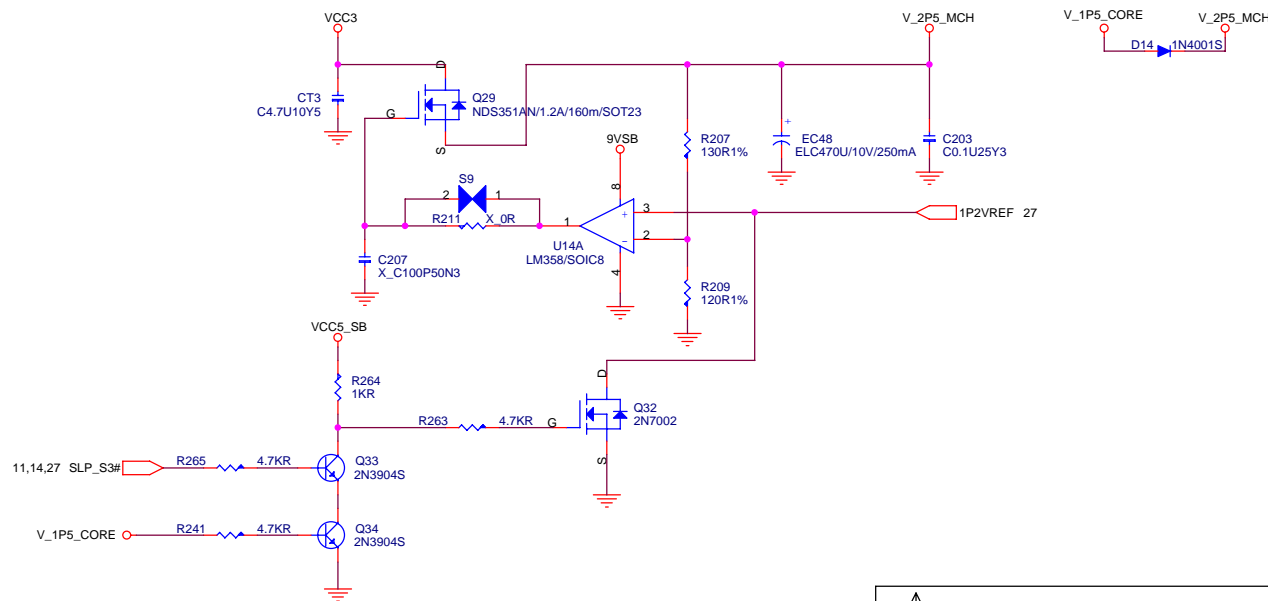 VCC3
V_2P5_MCH
V_1P5_CORE
V_2P5_MCH
D14
1N4001S
D
CT3
C4.7U10Y5
Q29
NDS351AN/1.2A/160m/SOT23
G
S
R207
130R1%
EC48
ELC470U/10V/250mA
+
C203
C0.1U25Y3
9VSB
S9
2
1
R211
X_0R
8
1
+
3
-
2
4
U14A
LM358/SOIC8
1P2VREF 27
C207
X_C100P50N3
R209
120R1%
VCC5_SB
R264
1KR
D
Q32
2N7002
R263
4.7KR
G
S
11,14,27 SLP_S3#
R265
4.7KR
Q33
2N3904S
V_1P5_CORE
R241
4.7KR
Q34
2N3904S